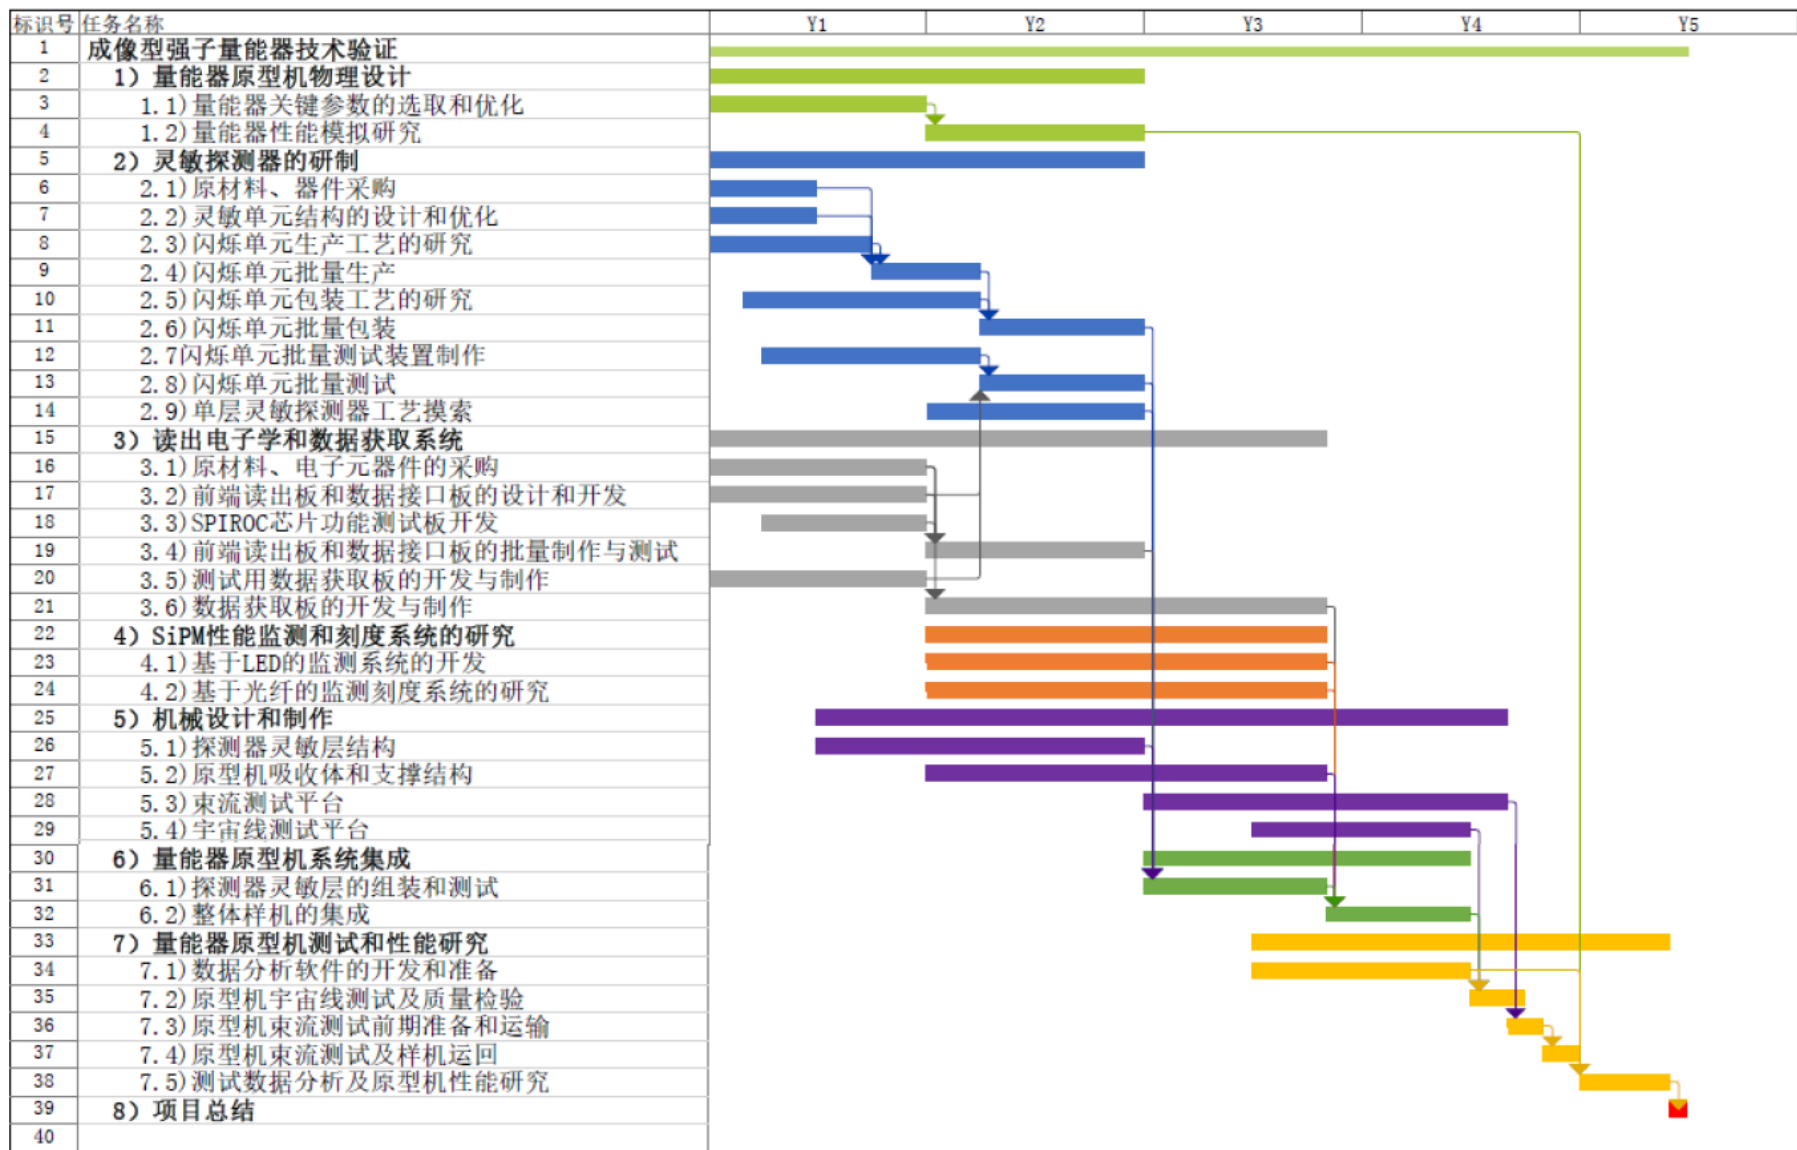 标识号 任务名称 Y1 Y2 Y3 Y4 Y5
1 成像型强子量能器技术验证
2 1) 量能器原型机物理设计
3 1.1)量能器关键参数的选取和优化
4 1.2)量能器性能模拟研究
5 2) 灵敏探测器的研制
6 2.1)原材料、器件采购
7 2.2)灵敏单元结构的设计和优化
8 2.3)闪烁单元生产工艺的研究
9 2.4)闪烁单元批量生产
10 2.5)闪烁单元包装工艺的研究
11 2.6)闪烁单元批量包装
12 2.7闪烁单元批量测试装置制作
13 2.8)闪烁单元批量测试
14 2.9)单层灵敏探测器工艺摸索
15 3) 读出电子学和数据获取系统
16 3.1)原材料、电子元器件的采购
17 3.2)前端读出板和数据接口板的设计和开发
18 3.3)SPIROC芯片功能测试板开发
19 3.4)前端读出板和数据接口板的批量制作与测试
20 3.5)测试用数据获取板的开发与制作
21 3.6)数据获取板的开发与制作
22 4) SiPM性能监测和刻度系统的研究
23 4.1)基于LED的监测系统的开发
24 4.2)基于光纤的监测刻度系统的研究
25 5) 机械设计和制作
26 5.1)探测器灵敏层结构
27 5.2)原型机吸收体和支撑结构
28 5.3)束流测试平台
29 5.4)宇宙线测试平台
30 6) 量能器原型机系统集成
31 6.1)探测器灵敏层的组装和测试
32 6.2)整体样机的集成
33 7) 量能器原型机测试和性能研究
34 7.1)数据分析软件的开发和准备
35 7.2)原型机宇宙线测试及质量检验
36 7.3)原型机束流测试前期准备和运输
37 7.4)原型机束流测试及样机运回
38 7.5)测试数据分析及原型机性能研究
39 8) 项目总结
40